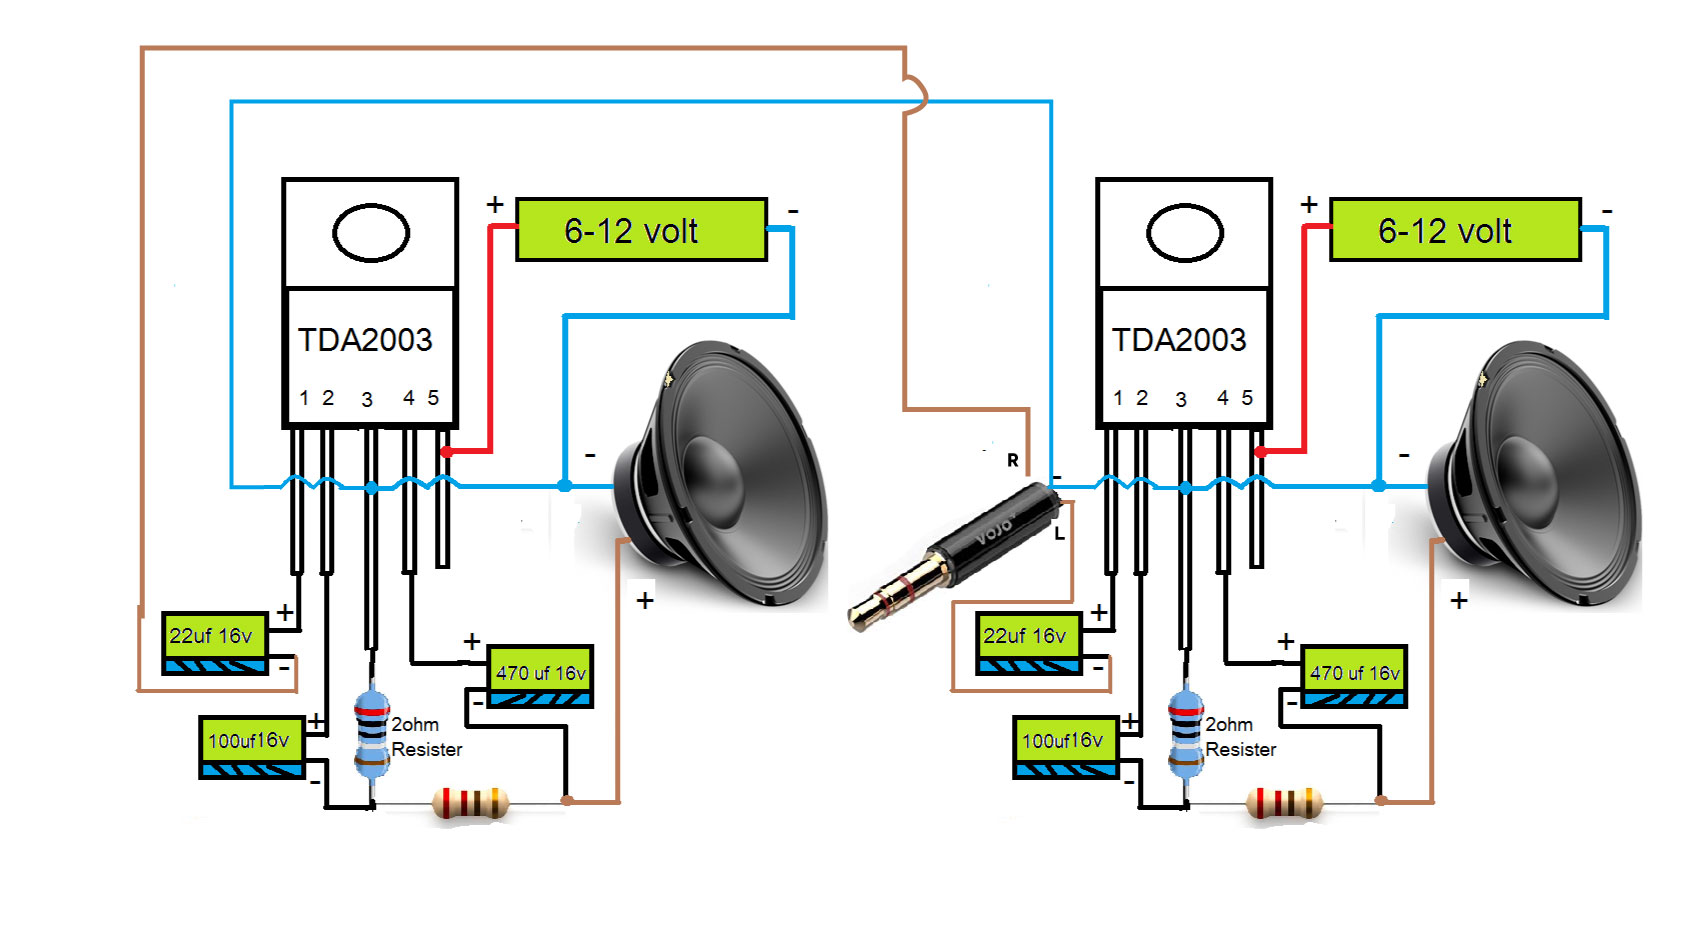 + 6-12 volt -
TDA2003
1 2 3 4 5
-
+
22uf 16v
+
-
470 uf 16v
+
-
100uf16v
+
-
2ohm
Resister
R
-
L
VOJO
+ 6-12 volt -
TDA2003
1 2 3 4 5
-
+
22uf 16v
+
-
470 uf 16v
+
-
100uf16v
+
-
2ohm
Resister